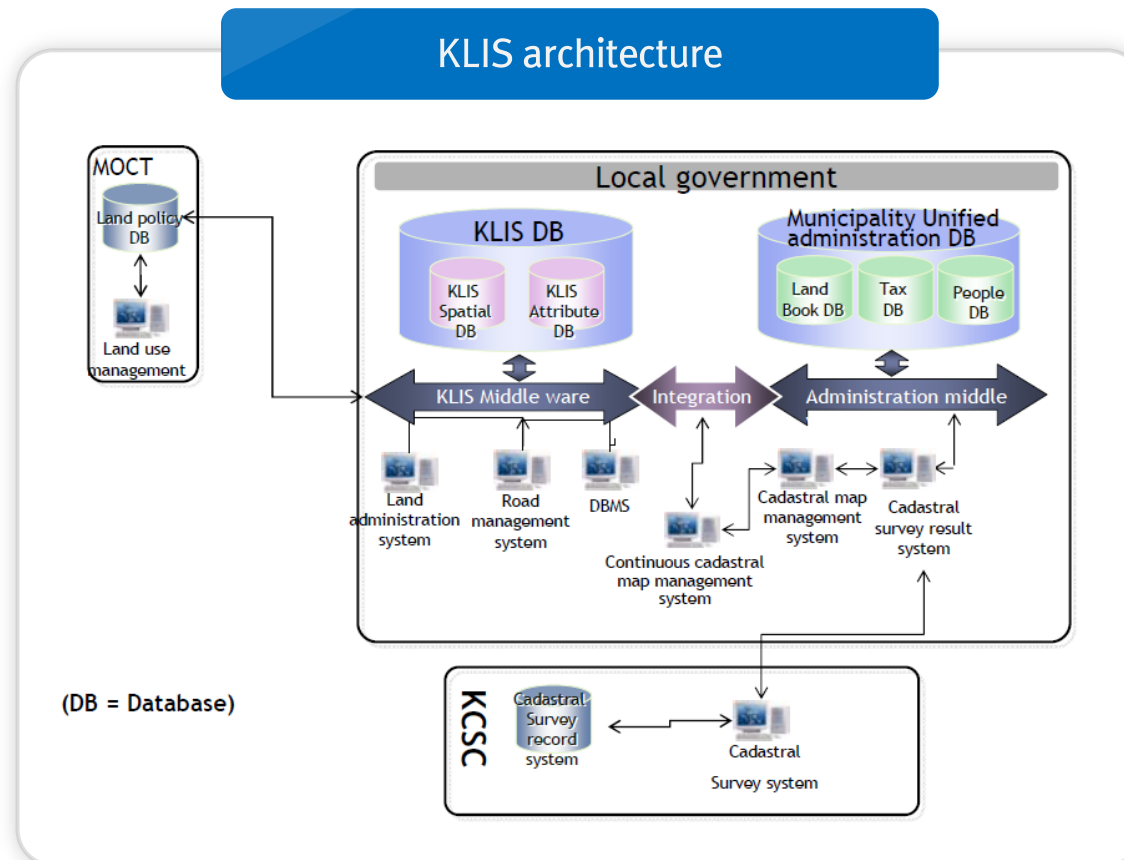 KLIS architecture
MOCT
Land policy
DB
Land use
management
Local government
KLIS DB
KLIS
Spatial
DB
KLIS
Attribute
DB
Municipality Unified
administration DB
Land
Book DB
Tax
DB
People
DB
KLIS Middle ware
Integration
Administration middle
Land
administration
system
Road
management
system
DBMS
Continuous cadastral
map management
system
Cadastral map
management
system
Cadastral
survey result
system
(DB = Database)
KCSC
Cadastral
Survey
record
system
Cadastral
Survey system